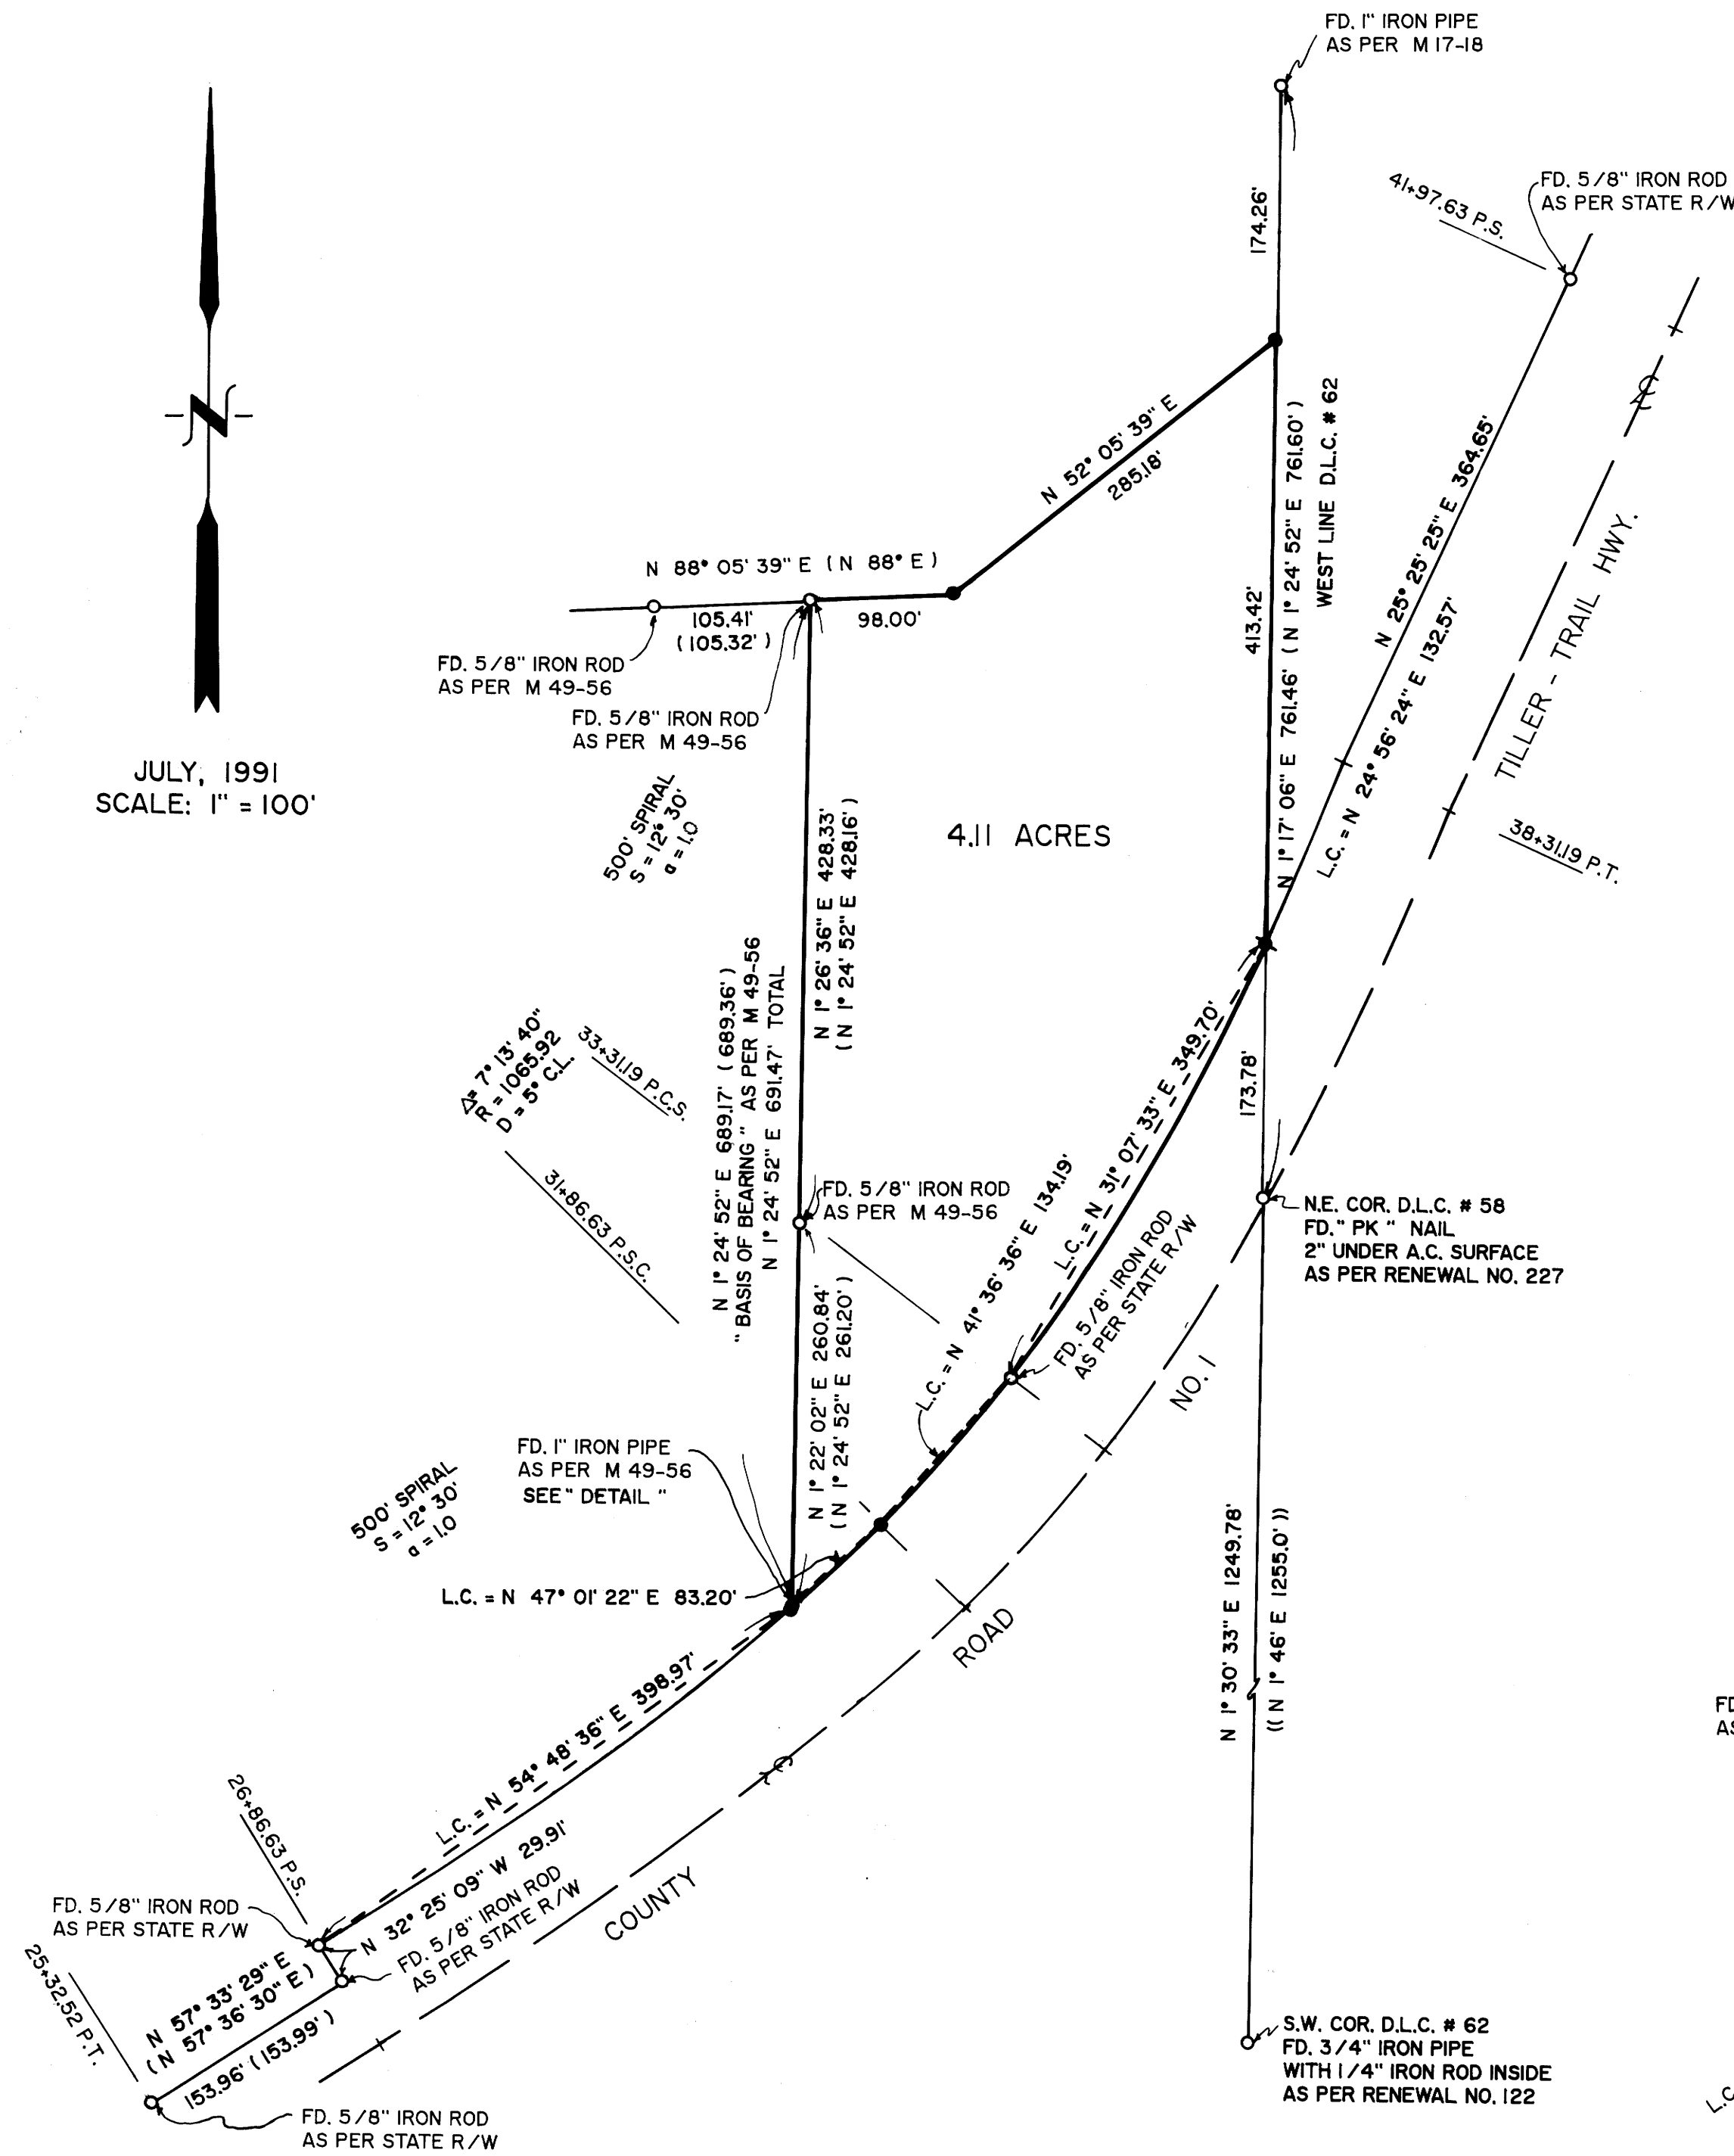 FD. 1" IRON PIPE
AS PER M 17-18
FD. 5/8" IRON ROD
AS PER STATE R/W
41+97.63 P.S.
174.26'
N
JULY, 1991
SCALE: 1" = 100'
N 52° 05' 39" E
285.18'
N 88° 05' 39" E ( N 88° E )
105.41'
(105.32')
98.00'
FD. 5/8" IRON ROD
AS PER M 49-56
FD. 5/8" IRON ROD
AS PER M 49-56
413.42'
N 1° 17' 06" E 761.46' ( N 1° 24' 52" E 761.60' )
WEST LINE D.L.C. # 62
N 25° 25' 25" E 364.65'
L.C. = N 24° 56' 24" E 132.57'
TILLER - TRAIL HWY.
38+31.19 P.T.
500' SPIRAL
S = 12° 30'
a = 1.0
4.11 ACRES
N 1° 26' 36" E 428.33'
( N 1° 24' 52" E 428.16' )
N 1° 24' 52" E 689.17' ( 689.36')
" BASIS OF BEARING " AS PER M 49-56
N 1° 24' 52" E 691.47' TOTAL
Δ= 7° 13' 40"
R = 1065.92
D = 5° C.L.
33+31.19 P.C.S.
31+86.63 P.S.C.
FD. 5/8" IRON ROD
AS PER M 49-56
L.C. = N 31° 07' 33" E 349.70'
L.C. = N 41° 36' 36" E 134.19'
FD. 5/8" IRON ROD
AS PER STATE R/W
173.78'
N.E. COR. D.L.C. # 58
FD. " PK " NAIL
2" UNDER A.C. SURFACE
AS PER RENEWAL NO. 227
N 1° 22' 02" E 260.84'
( N 1° 24' 52" E 261.20' )
NO. 1
FD. 1" IRON PIPE
AS PER M 49-56
SEE " DETAIL "
500' SPIRAL
S = 12° 30'
a = 1.0
L.C. = N 47° 01' 22" E 83.20'
ROAD
N 1° 30' 33" E 1249.78'
(( N 1° 46' E 1255.0' ))
FD
AS
L.C. = N 54° 48' 36" E 398.97'
26+86.63 P.S.
N 32° 25' 09" W 29.91'
FD. 5/8" IRON ROD
AS PER STATE R/W
COUNTY
FD. 5/8" IRON ROD
AS PER STATE R/W
25+32.52 P.T.
N 57° 33' 29" E
( N 57° 36' 30" E )
153.96' ( 153.99' )
FD. 5/8" IRON ROD
AS PER STATE R/W
S.W. COR. D.L.C. # 62
FD. 3/4" IRON PIPE
WITH 1/4" IRON ROD INSIDE
AS PER RENEWAL NO. 122
L.C